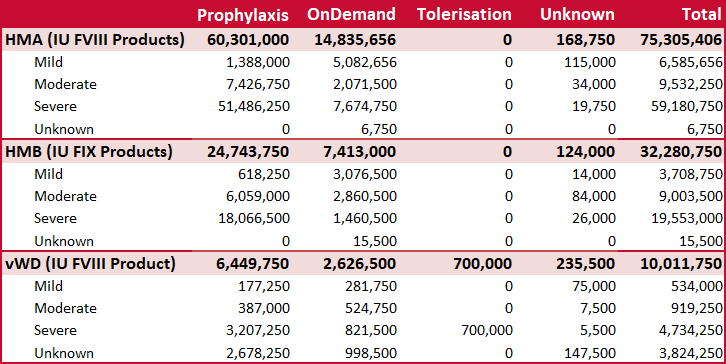 Prophylaxis OnDemand Tolerisation Unknown Total
HMA (IU FVIII Products) 60,301,000 14,835,656 0 168,750 75,305,406
Mild 1,388,000 5,082,656 0 115,000 6,585,656
Moderate 7,426,750 2,071,500 0 34,000 9,532,250
Severe 51,486,250 7,674,750 0 19,750 59,180,750
Unknown 0 6,750 0 0 6,750
HMB (IU FIX Products) 24,743,750 7,413,000 0 124,000 32,280,750
Mild 618,250 3,076,500 0 14,000 3,708,750
Moderate 6,059,000 2,860,500 0 84,000 9,003,500
Severe 18,066,500 1,460,500 0 26,000 19,553,000
Unknown 0 15,500 0 0 15,500
vWD (IU FVIII Product) 6,449,750 2,626,500 700,000 235,500 10,011,750
Mild 177,250 281,750 0 75,000 534,000
Moderate 387,000 524,750 0 7,500 919,250
Severe 3,207,250 821,500 700,000 5,500 4,734,250
Unknown 2,678,250 998,500 0 147,500 3,824,250